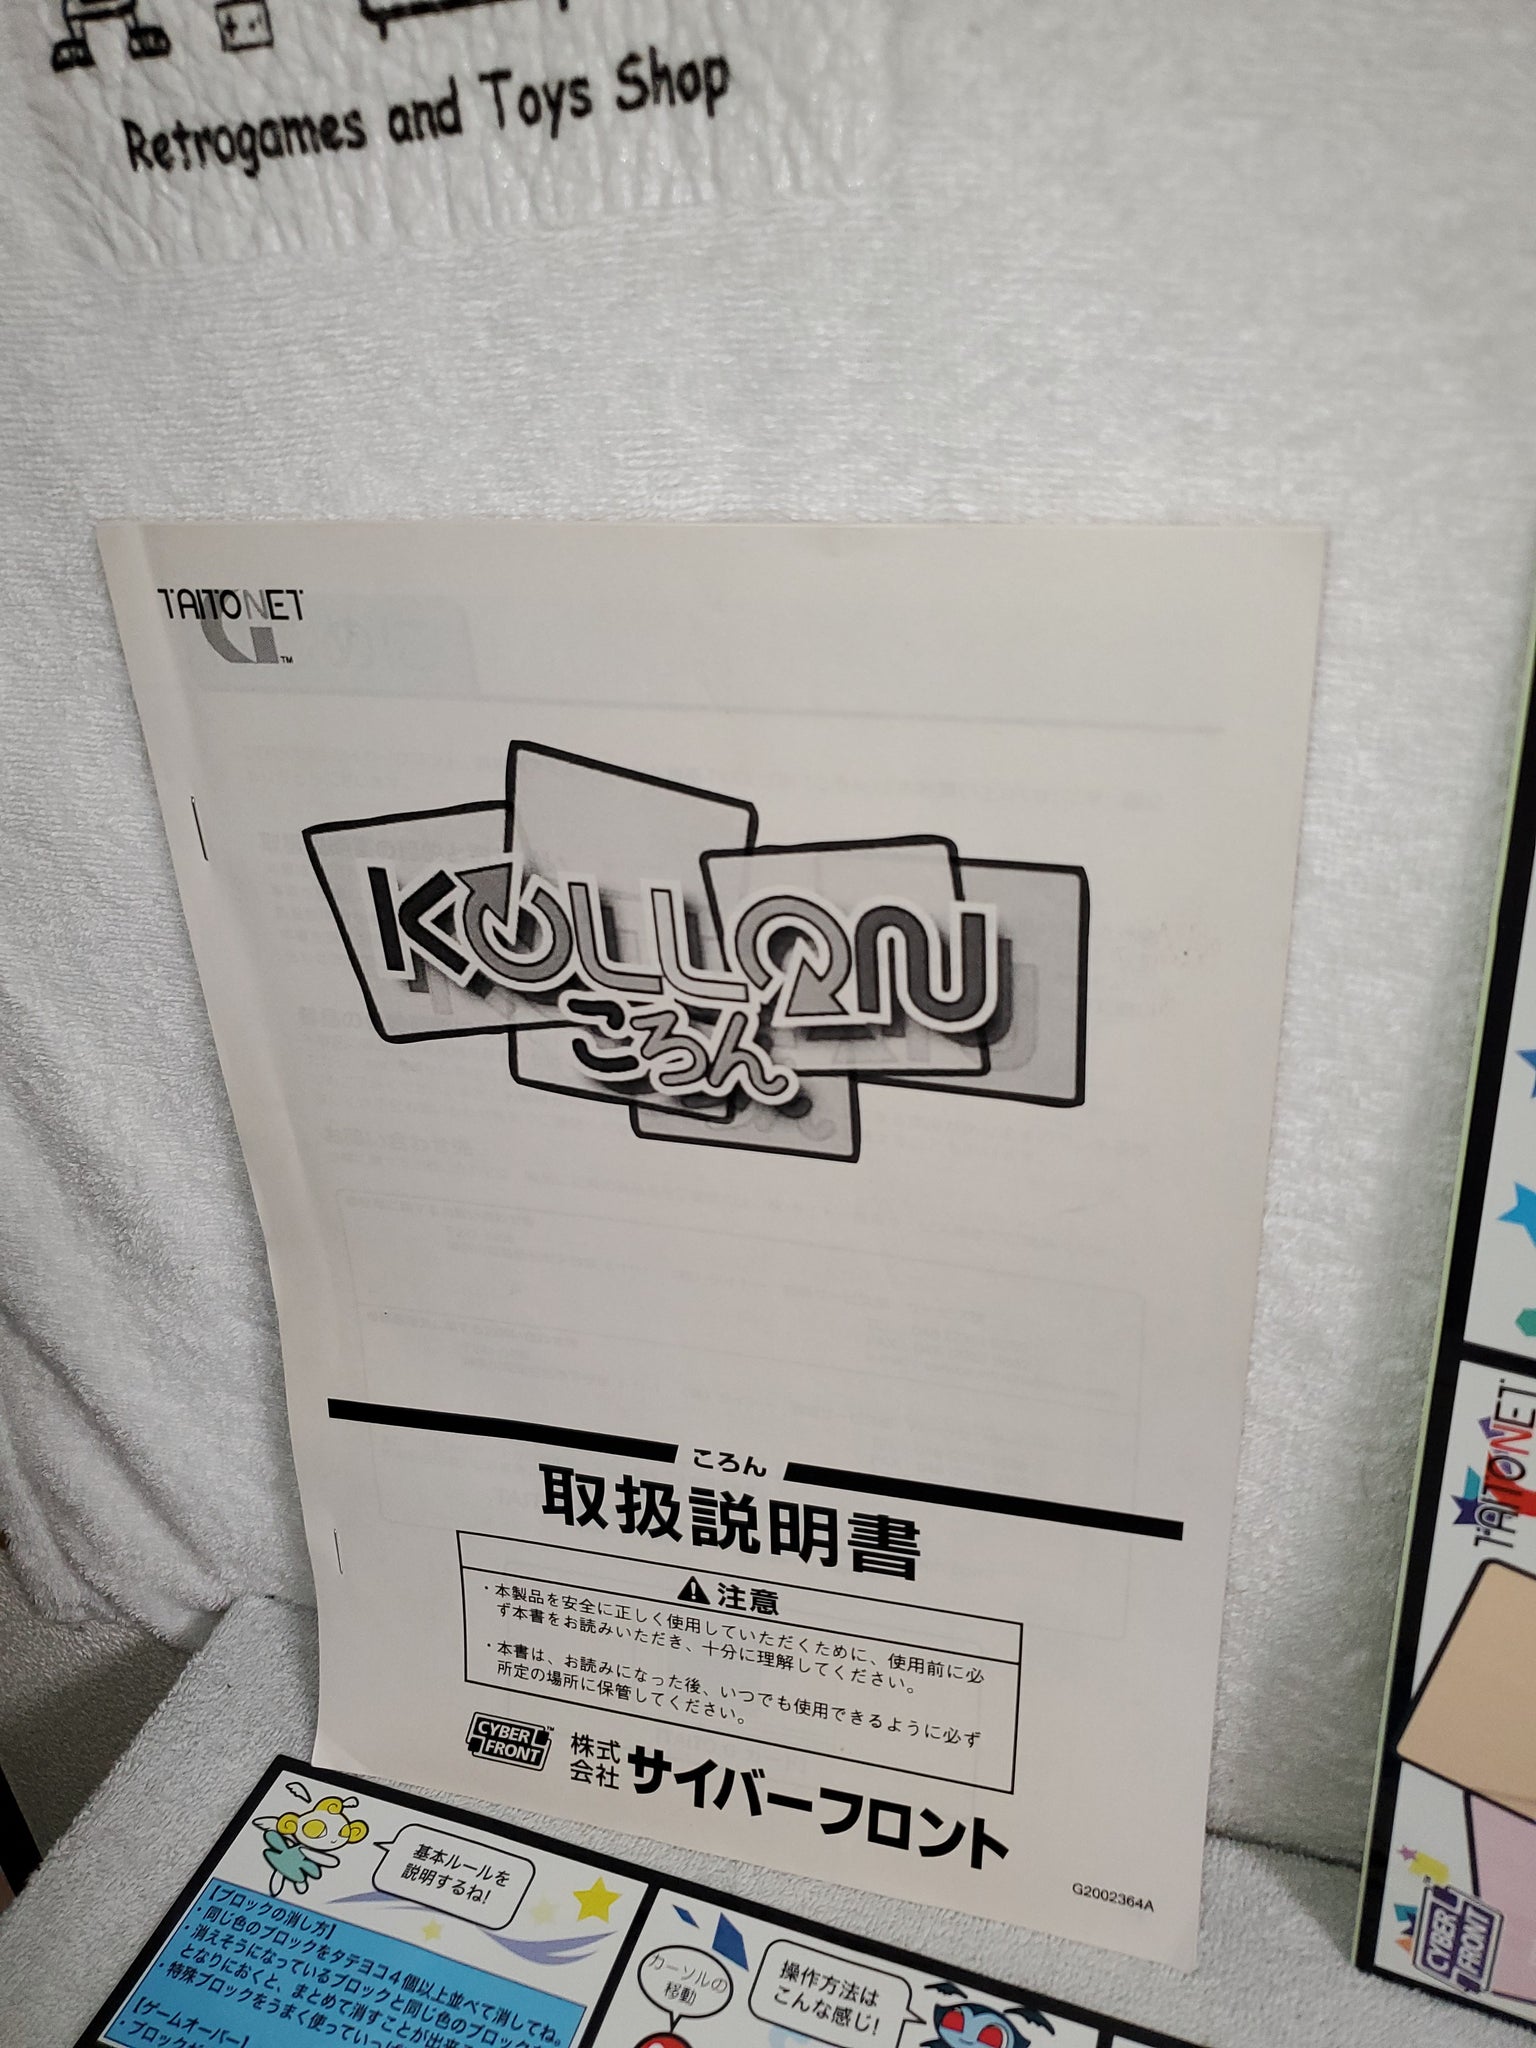 Retrogames and Toys Shop
TAITO NET
G™
KOLLON
ころん
ころん
取扱説明書
⚠注意
・本製品を安全に正しく使用していただくために、使用前に必
ず本書をお読みいただき、十分に理解してください。
・本書は、お読みになった後、いつでも使用できるように必ず
所定の場所に保管してください。
CYBER™
FRONT
株式
会社
サイバーフロント
G2002364A
基本ルールを
説明するね!
【ブロックの消し方】
・同じ色のブロックをタテヨコ4個以上並べて消してね。
・消えそうになっているブロックと同じ色のブロックを
となりにおくと、まとめて消すことが出来
・特殊ブロックをうまく使っていっぱ
【ゲームオーバー】
・ブロック
カーソルの
移動
操作方法は
こんな感じ!
TAITO NET
CYBER
FRONT